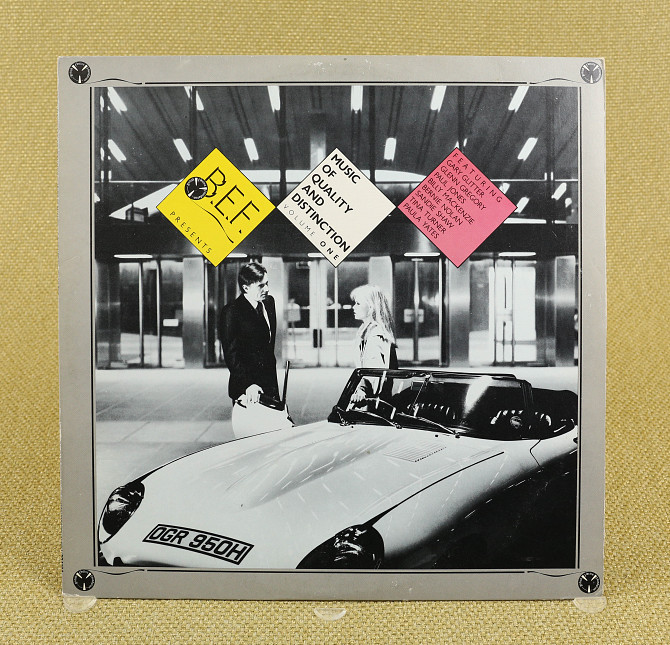 B.E.F.
PRESENTS
MUSIC
OF
QUALITY
AND
DISTINCTION
VOLUME ONE
FEATURING
GARY GLITTER
GLENN GREGORY
PAUL JONES
BILLY MACKENZIE
BERNIE NOLAN
SANDIE SHAW
TINA TURNER
PAULA YATES
OGR 950H